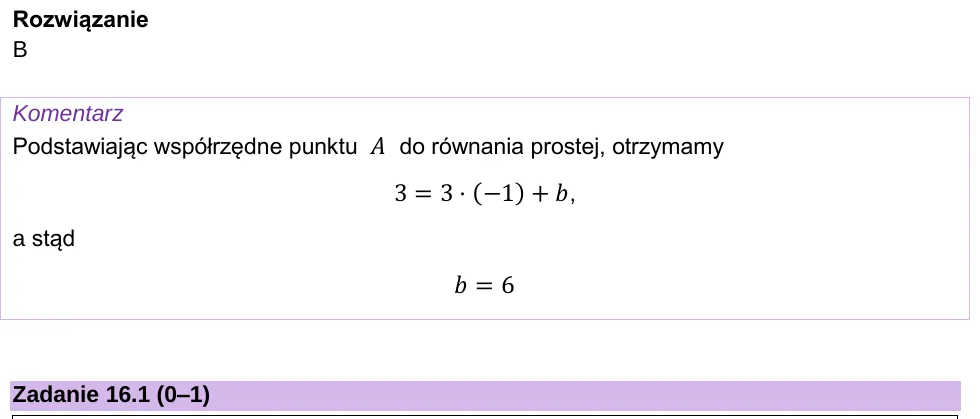 Rozwiązanie
B
Komentarz
Podstawiając współrzędne punktu A do równania prostej, otrzymamy
3 = 3 · (−1) + b,
a stąd
b = 6
Zadanie 16.1 (0–1)